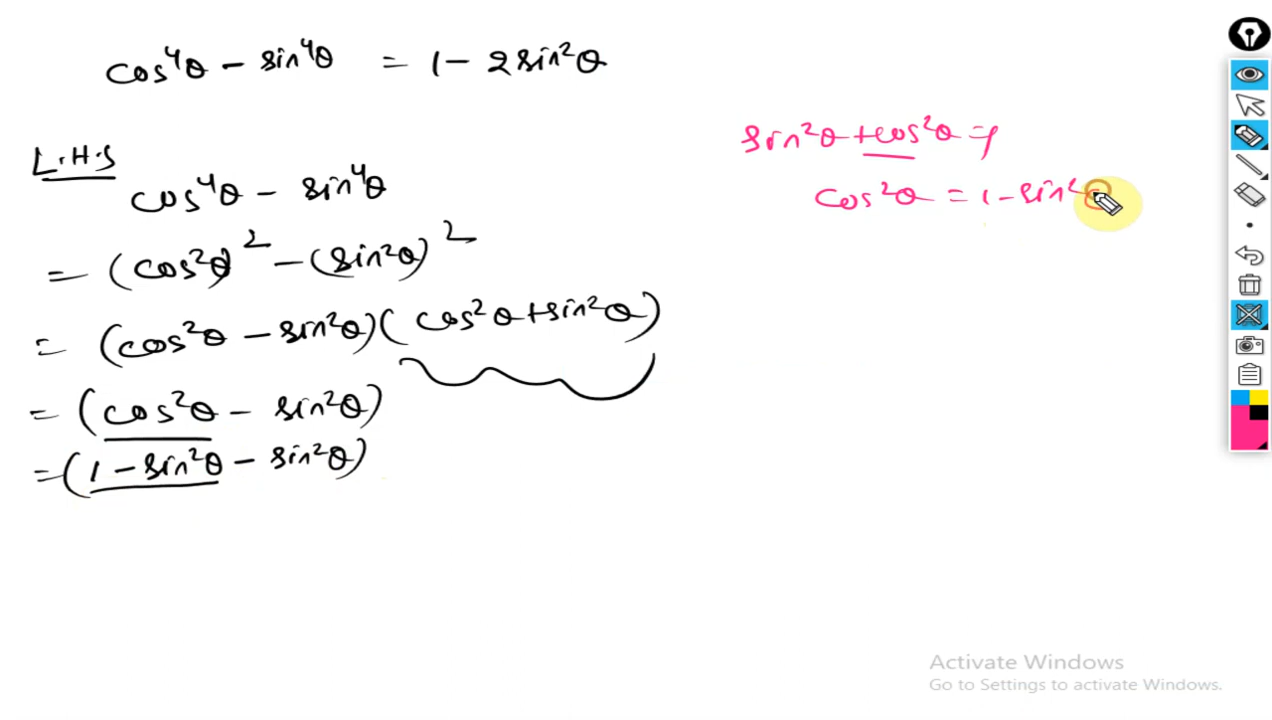 cos⁴θ - sin⁴θ = 1 - 2sin²θ
L.H.S
cos⁴θ - sin⁴θ
= (cos²θ)² - (sin²θ)²
= (cos²θ - sin²θ)(cos²θ + sin²θ)
= (cos²θ - sin²θ)
= (1 - sin²θ - sin²θ)
sin²θ + cos²θ = 1
cos²θ = 1 - sin²θ
Activate Windows
Go to Settings to activate Windows.